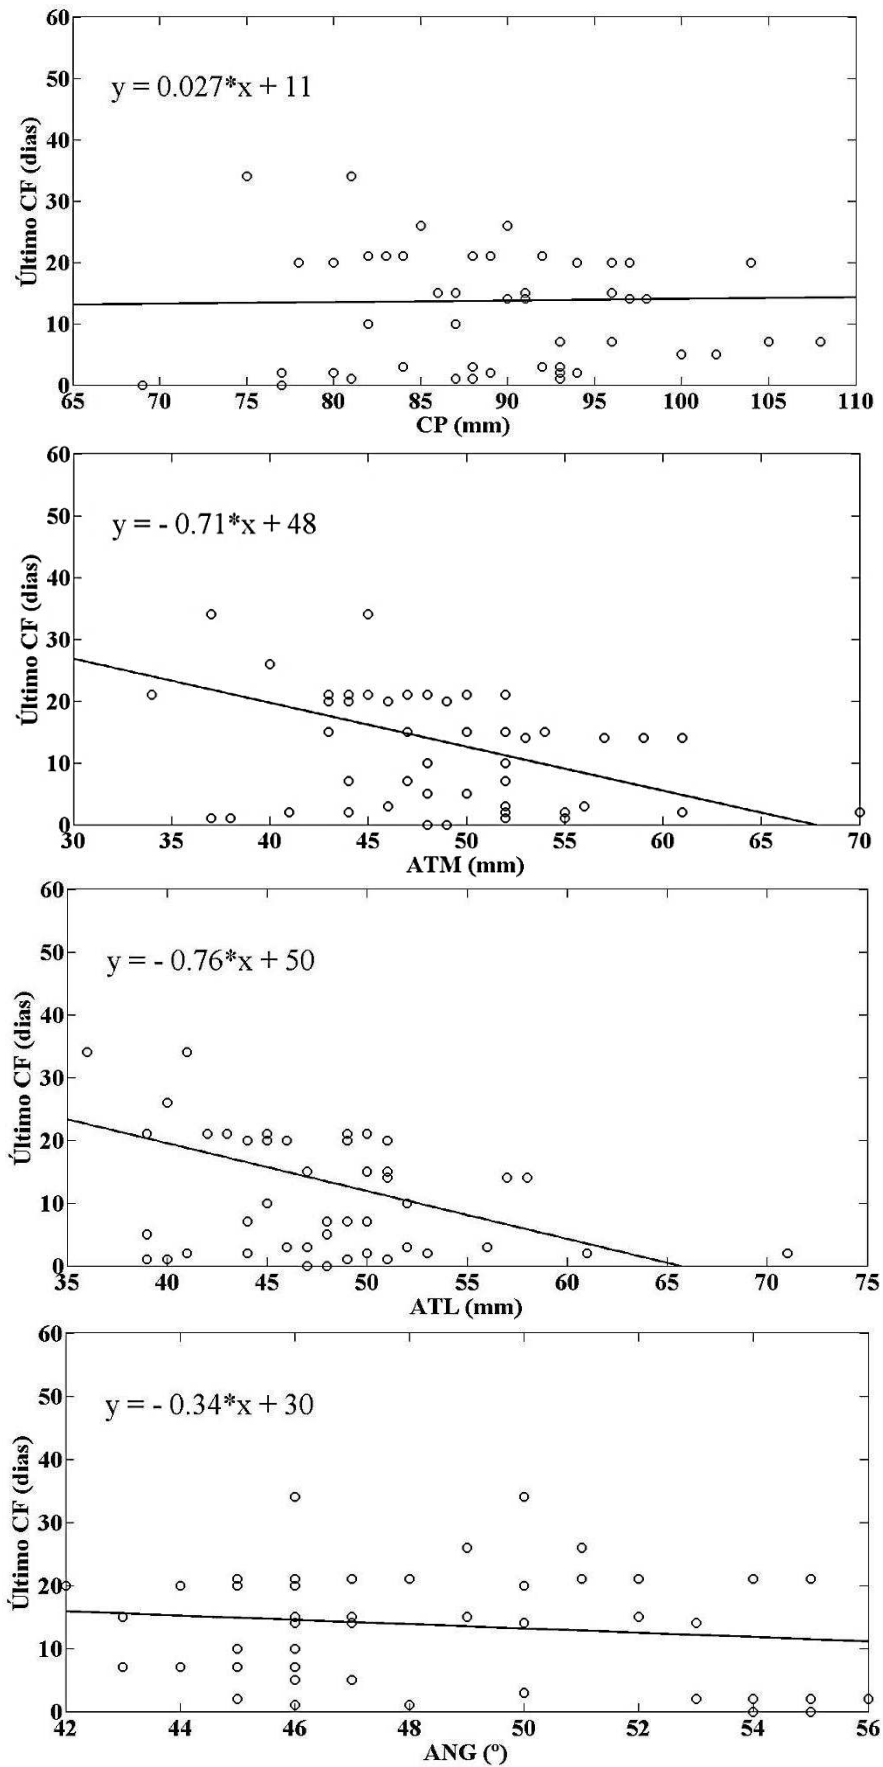 60
50
y = 0.027*x + 11
40
30
20
10
0
Último CF (dias)
65 70 75 80 85 90 95 100 105 110
CP (mm)
60
50
y = - 0.71*x + 48
40
30
20
10
0
Último CF (dias)
30 35 40 45 50 55 60 65 70
ATM (mm)
60
50
y = - 0.76*x + 50
40
30
20
10
0
Último CF (dias)
35 40 45 50 55 60 65 70 75
ATL (mm)
60
50
y = - 0.34*x + 30
40
30
20
10
0
Último CF (dias)
42 44 46 48 50 52 54 56
ANG (º)